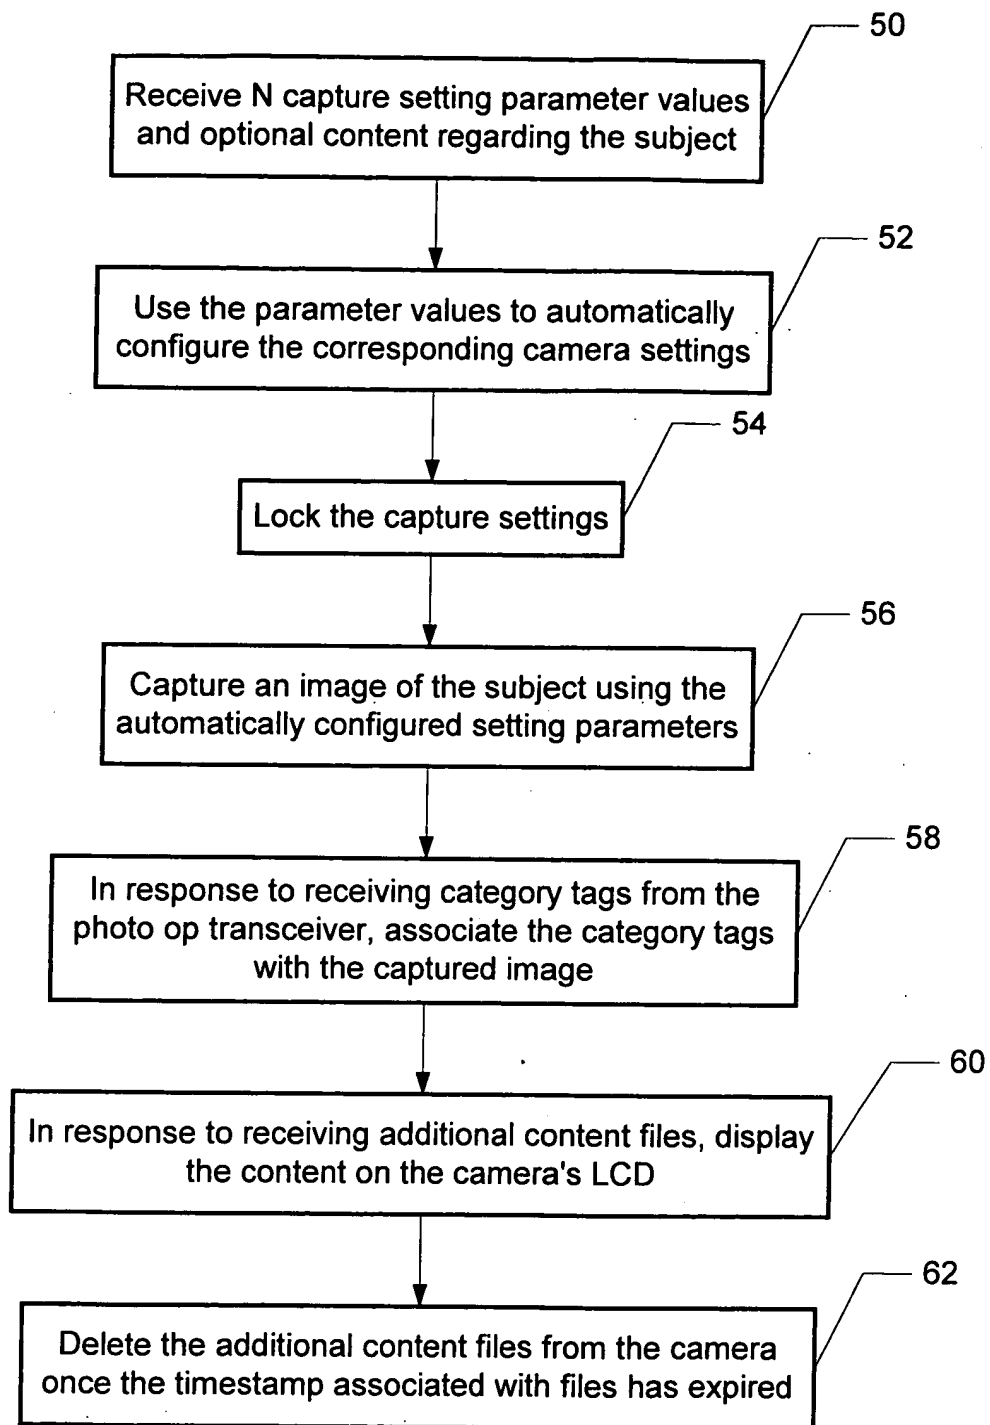 50
Receive N capture setting parameter values
and optional content regarding the subject
52
Use the parameter values to automatically
configure the corresponding camera settings
54
Lock the capture settings
56
Capture an image of the subject using the
automatically configured setting parameters
58
In response to receiving category tags from the
photo op transceiver, associate the category tags
with the captured image
60
In response to receiving additional content files, display
the content on the camera's LCD
62
Delete the additional content files from the camera
once the timestamp associated with files has expired